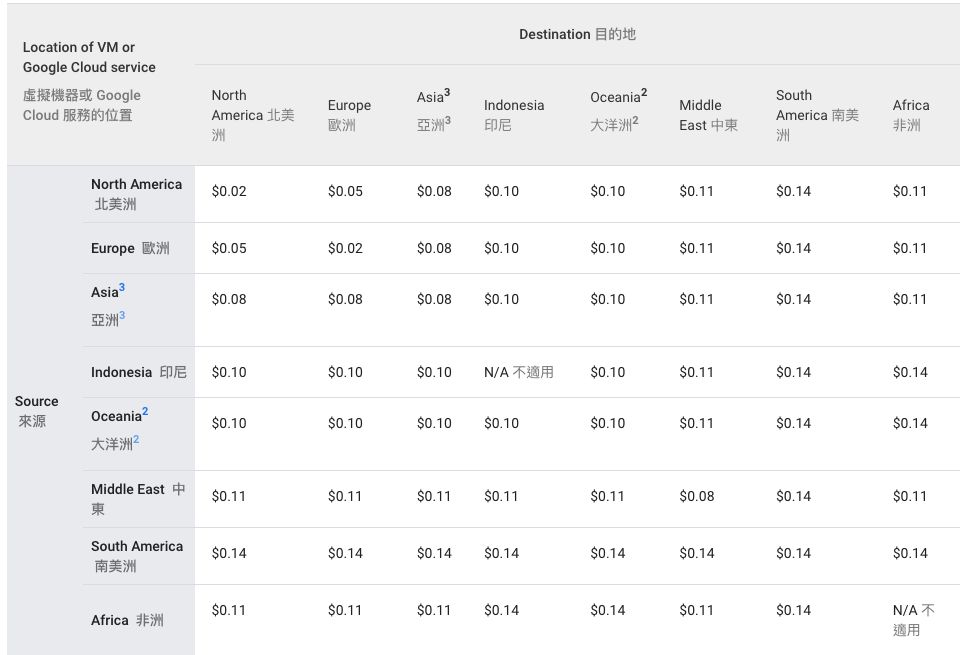 Destination 目的地
Location of VM or
Google Cloud service
虛擬機器或 Google
Cloud 服務的位置
North
America 北美
洲
Europe
歐洲
Asia3
亞洲3
Indonesia
印尼
Oceania2
大洋洲2
Middle
East 中東
South
America 南美
洲
Africa
非洲
Source
來源
North America
北美洲
$0.02 $0.05 $0.08 $0.10 $0.10 $0.11 $0.14 $0.11
Europe 歐洲 $0.05 $0.02 $0.08 $0.10 $0.10 $0.11 $0.14 $0.11
Asia3
亞洲3
$0.08 $0.08 $0.08 $0.10 $0.10 $0.11 $0.14 $0.11
Indonesia 印尼 $0.10 $0.10 $0.10 N/A 不適用 $0.10 $0.11 $0.14 $0.14
Oceania2
大洋洲2
$0.10 $0.10 $0.10 $0.10 $0.10 $0.11 $0.14 $0.14
Middle East 中
東
$0.11 $0.11 $0.11 $0.11 $0.11 $0.08 $0.14 $0.11
South America
南美洲
$0.14 $0.14 $0.14 $0.14 $0.14 $0.14 $0.14 $0.14
Africa 非洲
$0.11 $0.11 $0.11 $0.14 $0.14 $0.11 $0.14 N/A 不
適用